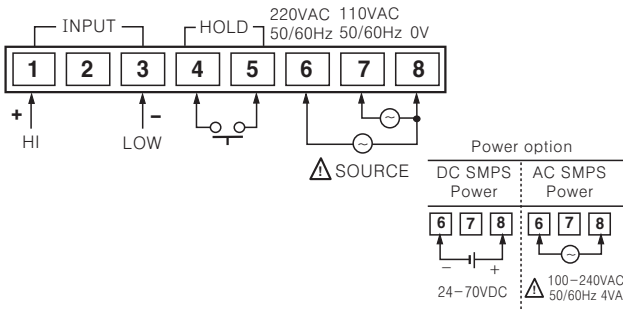 INPUT HOLD 220VAC 110VAC
50/60Hz 50/60Hz 0V
1 2 3 4 5 6 7 8
+ −
HI LOW
SOURCE
Power option
DC SMPS Power
AC SMPS Power
6 7 8
− +
24−70VDC
6 7 8
100−240VAC
50/60Hz 4VA